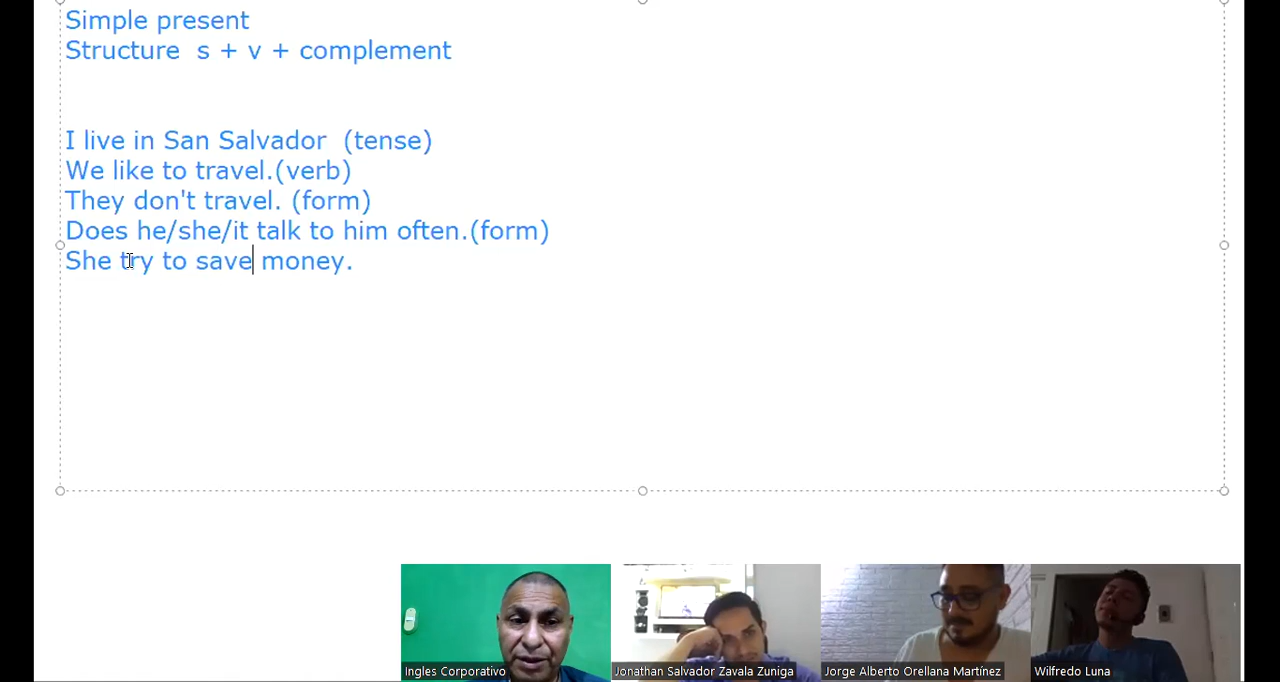 Simple present
Structure s + v + complement
I live in San Salvador (tense)
We like to travel.(verb)
They don't travel. (form)
Does he/she/it talk to him often.(form)
She try to save money.
Ingles Corporativo
Jonathan Salvador Zavala Zuniga
Jorge Alberto Orellana Martínez
Wilfredo Luna